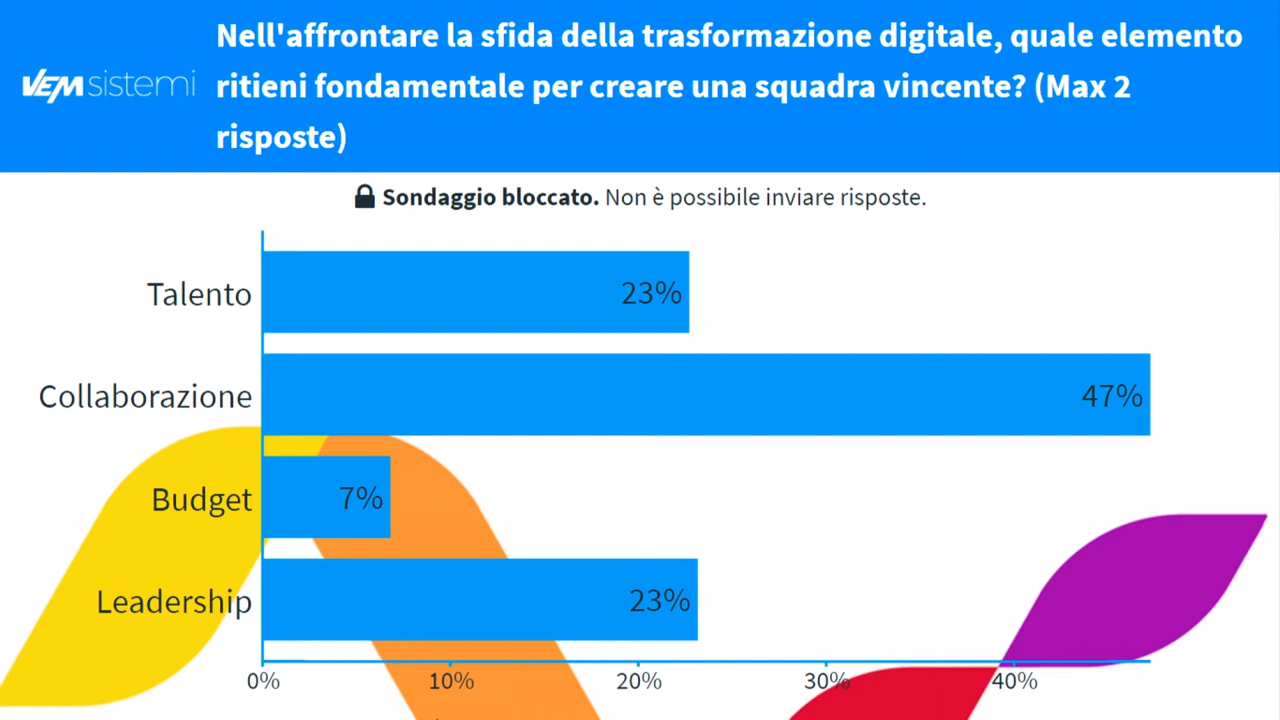 Nell'affrontare la sfida della trasformazione digitale, quale elemento
VEM sistemi
ritieni fondamentale per creare una squadra vincente? (Max 2
risposte)
Sondaggio bloccato. Non è possibile inviare risposte.
Talento
23%
Collaborazione
47%
Budget
7%
Leadership
23%
0% 10% 20% 30% 40%